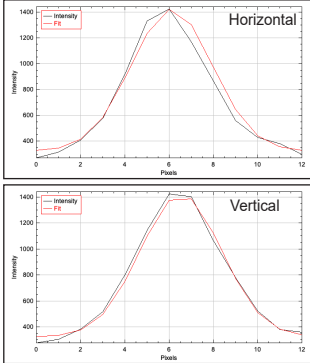 Horizontal
Intensity
Fit
1400
1200
1000
800
600
400
Intensity
0 2 4 6 8 10 12
Pixels
Vertical
Intensity
Fit
1400
1200
1000
800
600
400
Intensity
0 2 4 6 8 10 12
Pixels